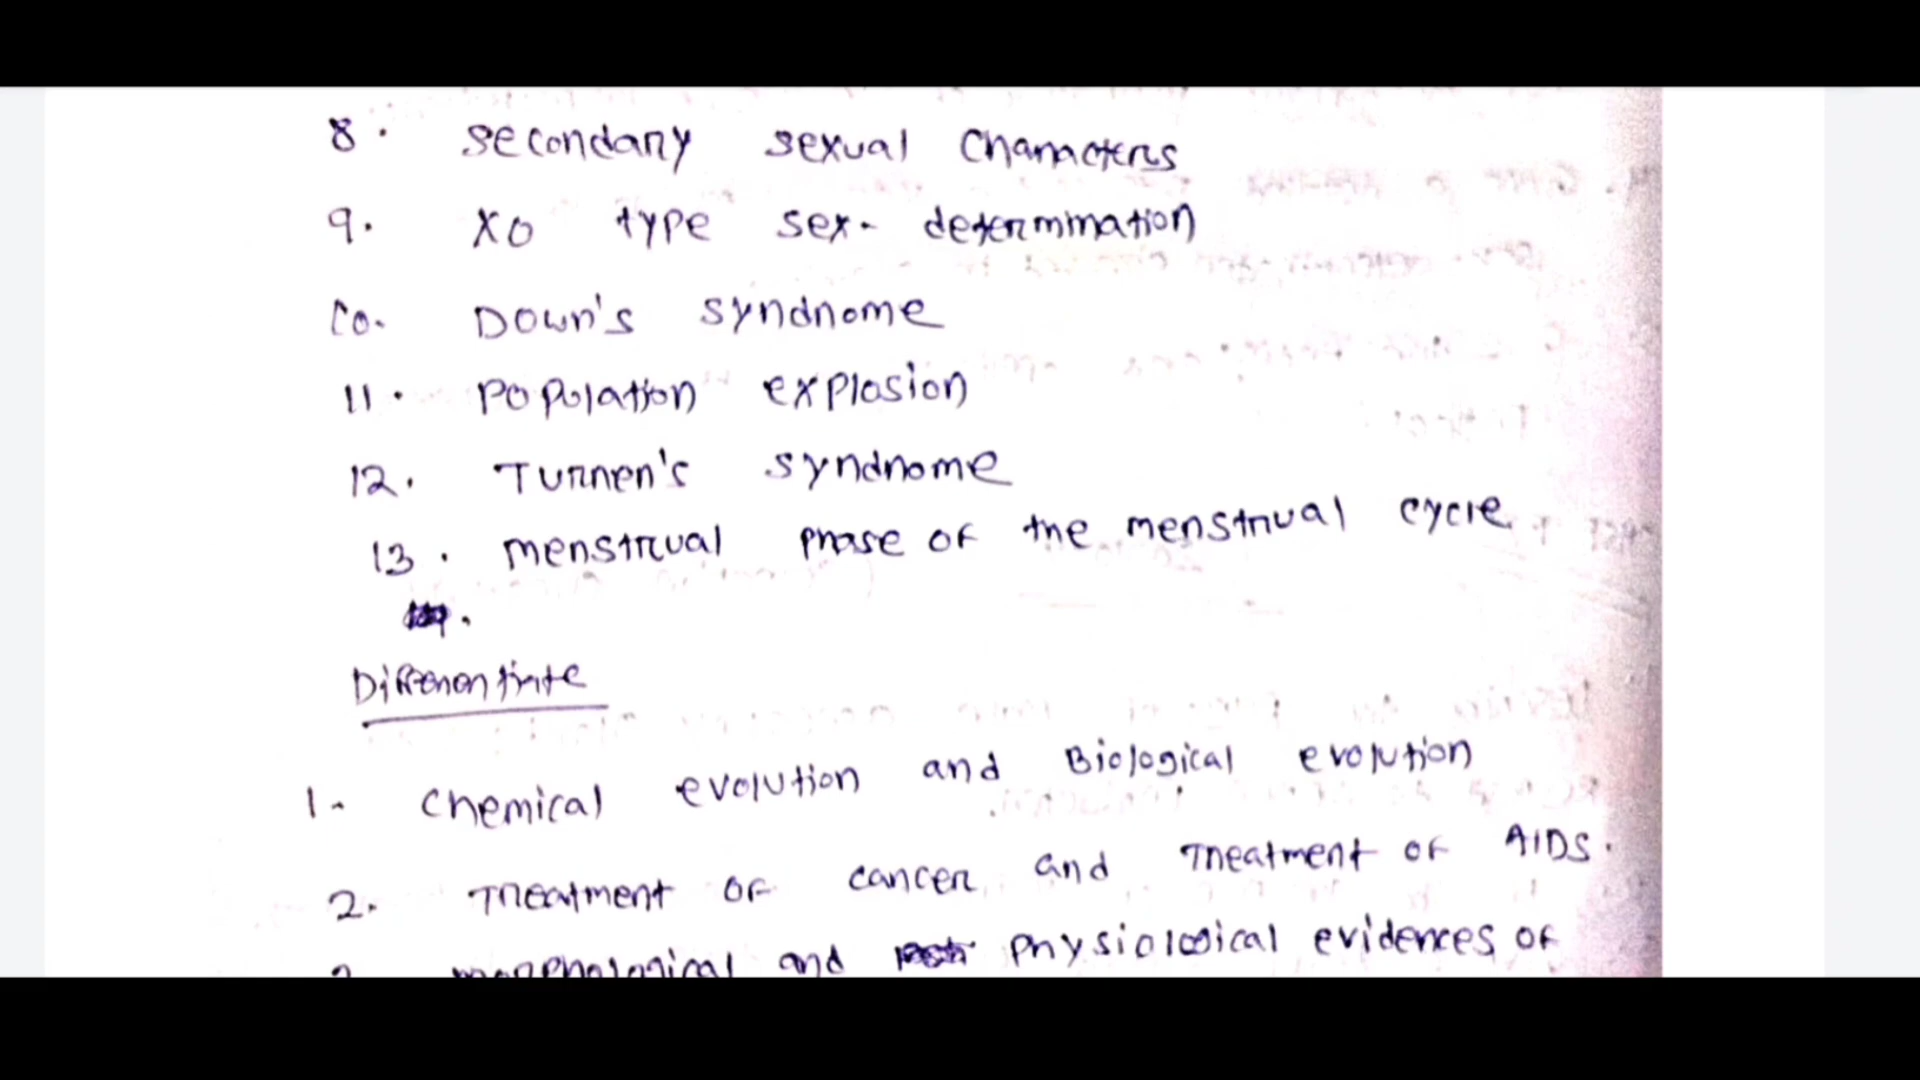 8. Secondary sexual Characters
9. XO type sex- determination
10. Down's syndrome
11. Population explosion
12. Turner's syndrome
13. menstrual phase of the menstrual cycle
Differentiate
1. Chemical evolution and Biological evolution
2. Treatment of cancer and Treatment of AIDS.
morphological and physiological evidences of